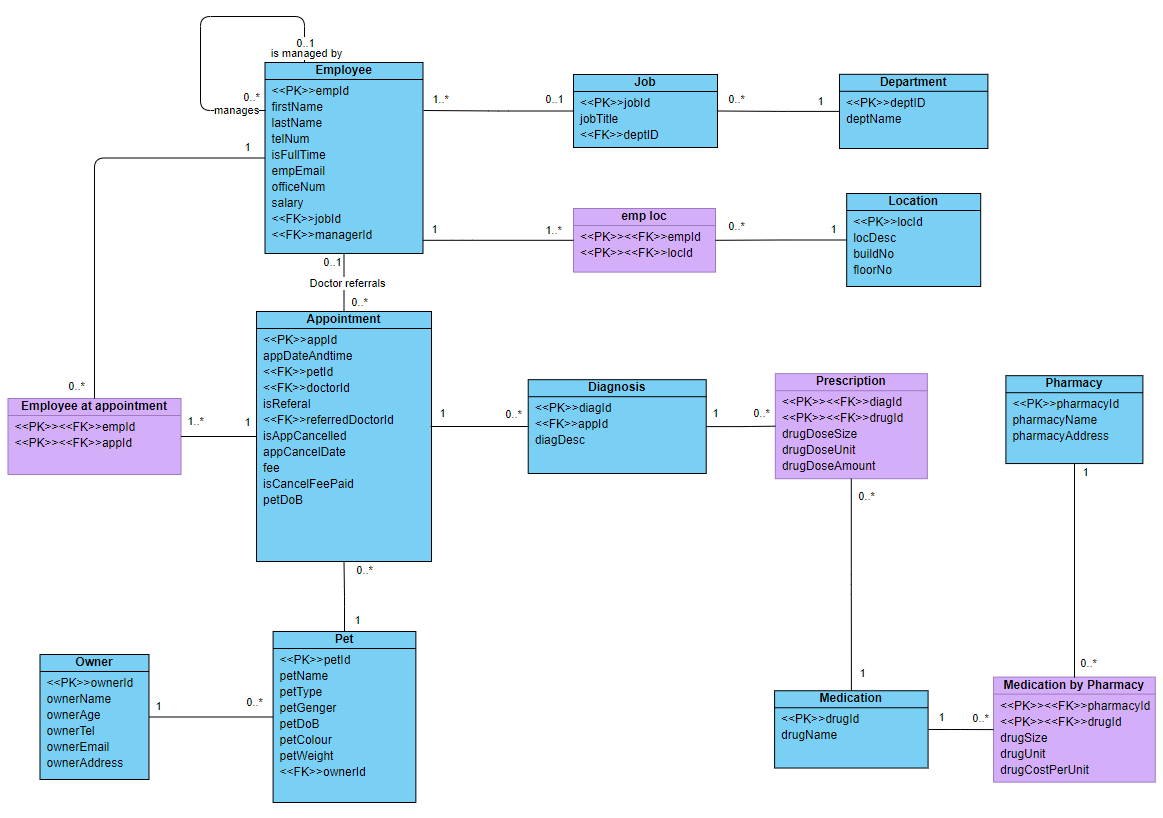 0..1
is managed by
0..*
manages
Employee
<<PK>>empId
firstName
lastName
telNum
isFullTime
empEmail
officeNum
salary
<<FK>>jobId
<<FK>>managerId
1..*
0..1
Job
<<PK>>jobId
jobTitle
<<FK>>deptID
0..*
1
Department
<<PK>>deptID
deptName
1
1
1..*
emp loc
<<PK>><<FK>>empId
<<PK>><<FK>>locId
0..*
1
Location
<<PK>>locId
locDesc
buildNo
floorNo
0..1
Doctor referrals
0..*
Appointment
<<PK>>appId
appDateAndtime
<<FK>>petId
<<FK>>doctorId
isReferal
<<FK>>referredDoctorId
isAppCancelled
appCancelDate
fee
isCancelFeePaid
petDoB
0..*
Employee at appointment
<<PK>><<FK>>empId
<<PK>><<FK>>appId
1..*
1
1
0..*
Diagnosis
<<PK>>diagId
<<FK>>appId
diagDesc
1
0..*
Prescription
<<PK>><<FK>>diagId
<<PK>><<FK>>drugId
drugDoseSize
drugDoseUnit
drugDoseAmount
0..*
Pharmacy
<<PK>>pharmacyId
pharmacyName
pharmacyAddress
1
0..*
1
Pet
<<PK>>petId
petName
petType
petGenger
petDoB
petColour
petWeight
<<FK>>ownerId
Owner
<<PK>>ownerId
ownerName
ownerAge
ownerTel
ownerEmail
ownerAddress
1
0..*
1
Medication
<<PK>>drugId
drugName
1
0..*
0..*
Medication by Pharmacy
<<PK>><<FK>>pharmacyId
<<PK>><<FK>>drugId
drugSize
drugUnit
drugCostPerUnit